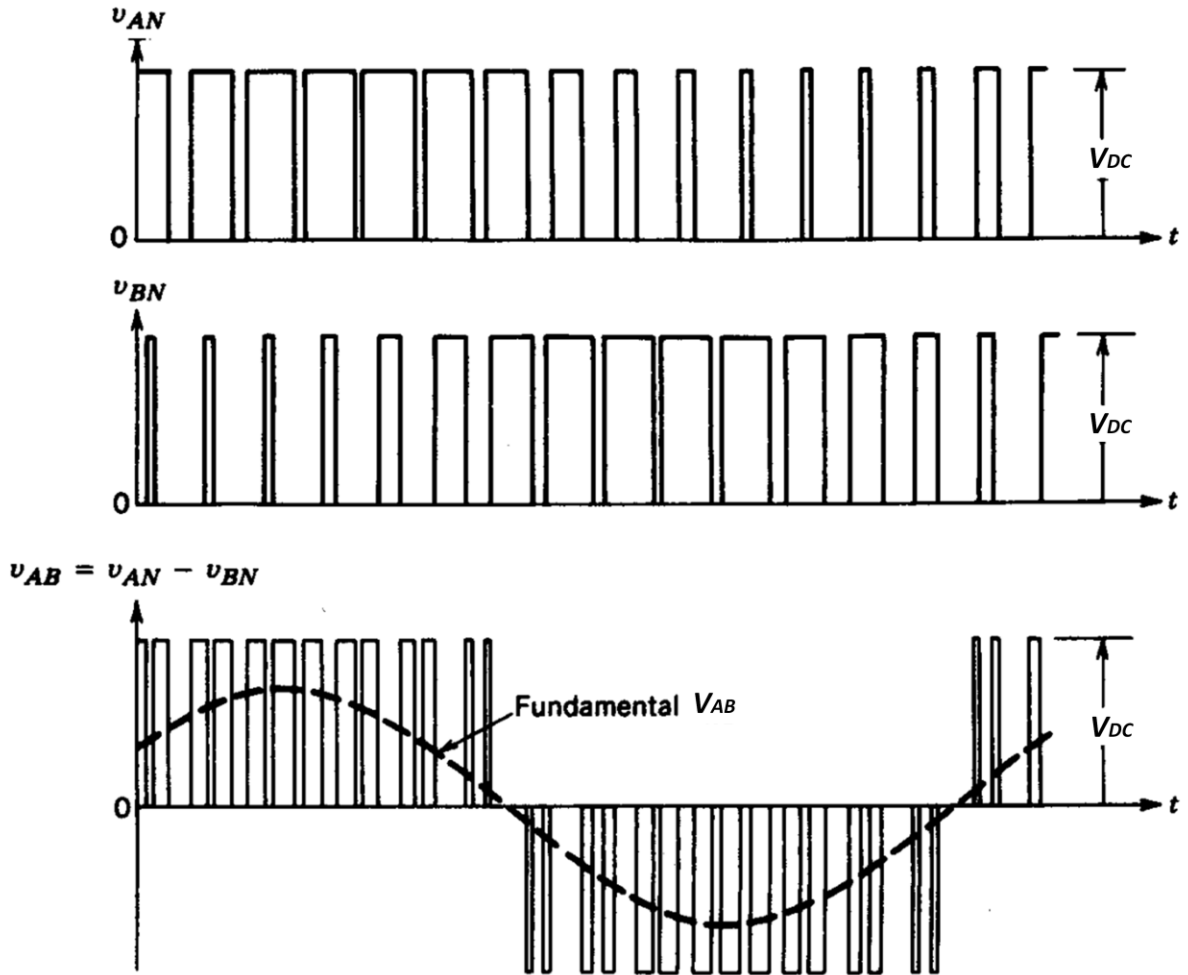 vAN
VDC
0
t
vBN
VDC
0
t
vAB = vAN − vBN
Fundamental VAB
VDC
0
t